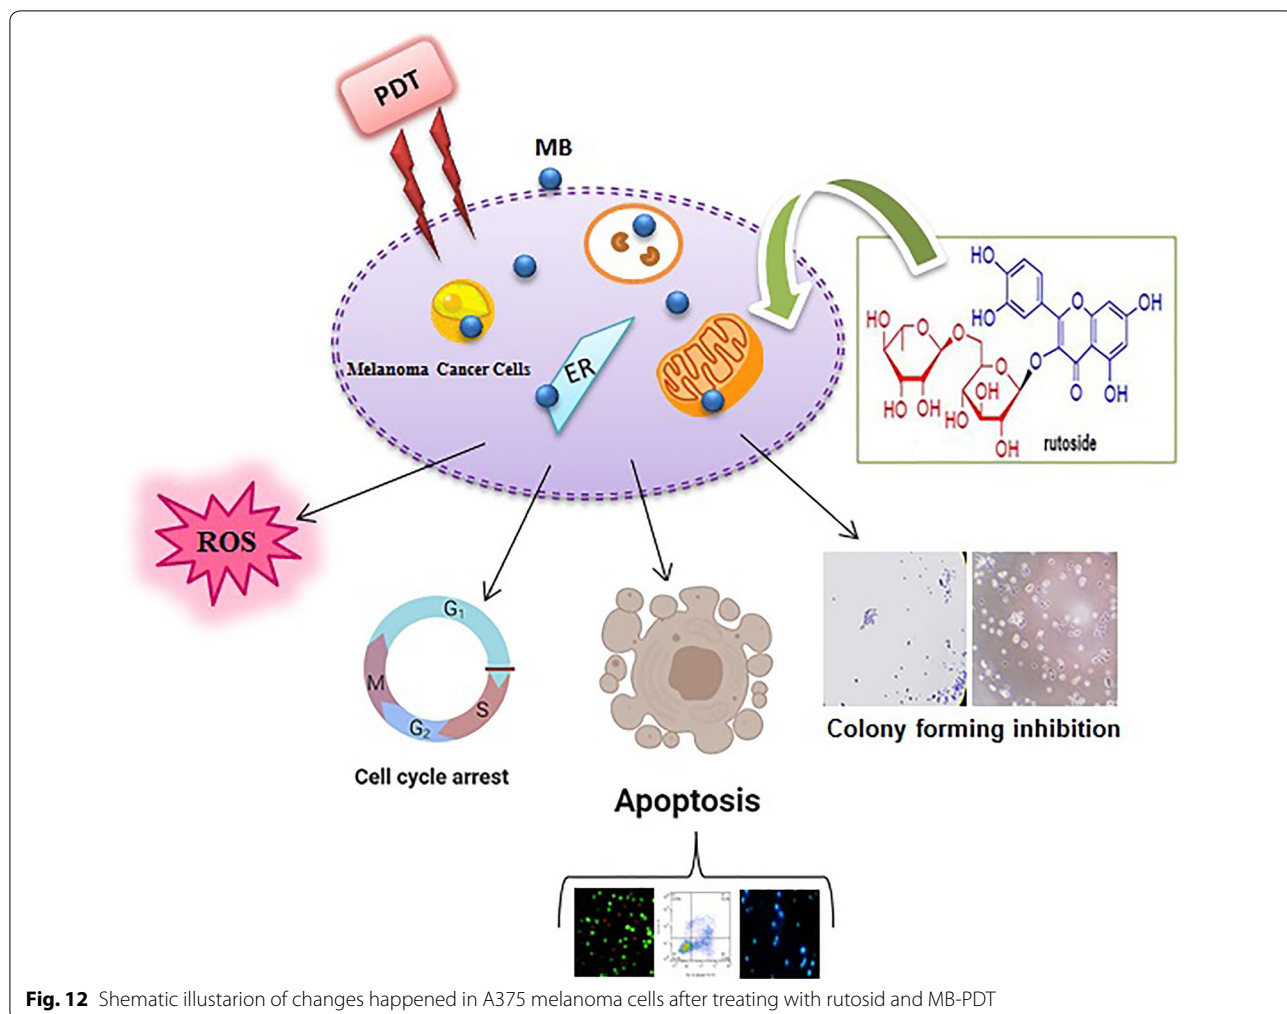 PDT
MB
Melanoma Cancer Cells
ER
HO
HO
O
OH
HO
O
O
O
O
O
OH
HO
OH
HO
HO
OH
OH
rutoside
ROS
G1
M
S
G2
Cell cycle arrest
Apoptosis
Colony forming inhibition
Fig. 12 Shematic illustarion of changes happened in A375 melanoma cells after treating with rutosid and MB-PDT